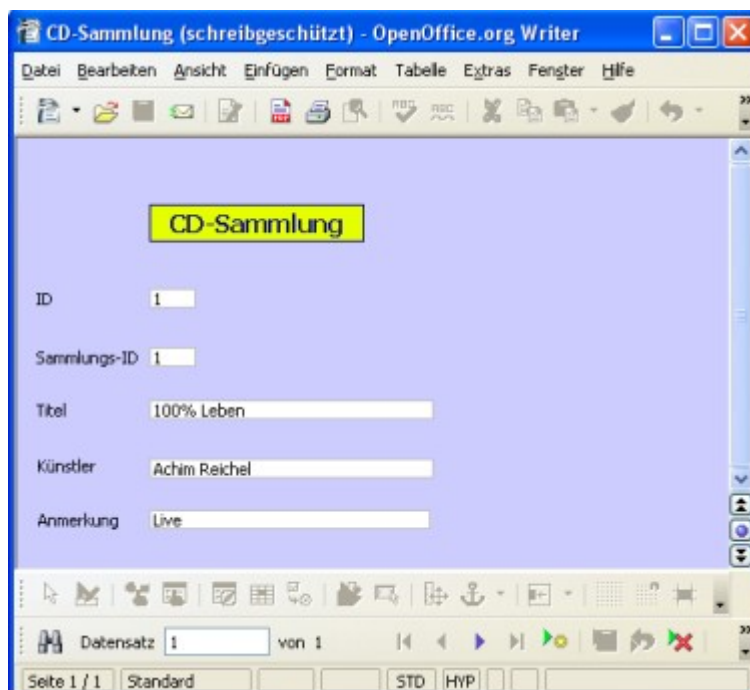 CD-Sammlung (schreibgeschützt) - OpenOffice.org Writer
Datei Bearbeiten Ansicht Einfügen Format Tabelle Extras Fenster Hilfe
CD-Sammlung
ID 1
Sammlungs-ID 1
Titel 100% Leben
Künstler Achim Reichel
Anmerkung Live
Datensatz 1 von 1
Seite 1 / 1 Standard STD HYP